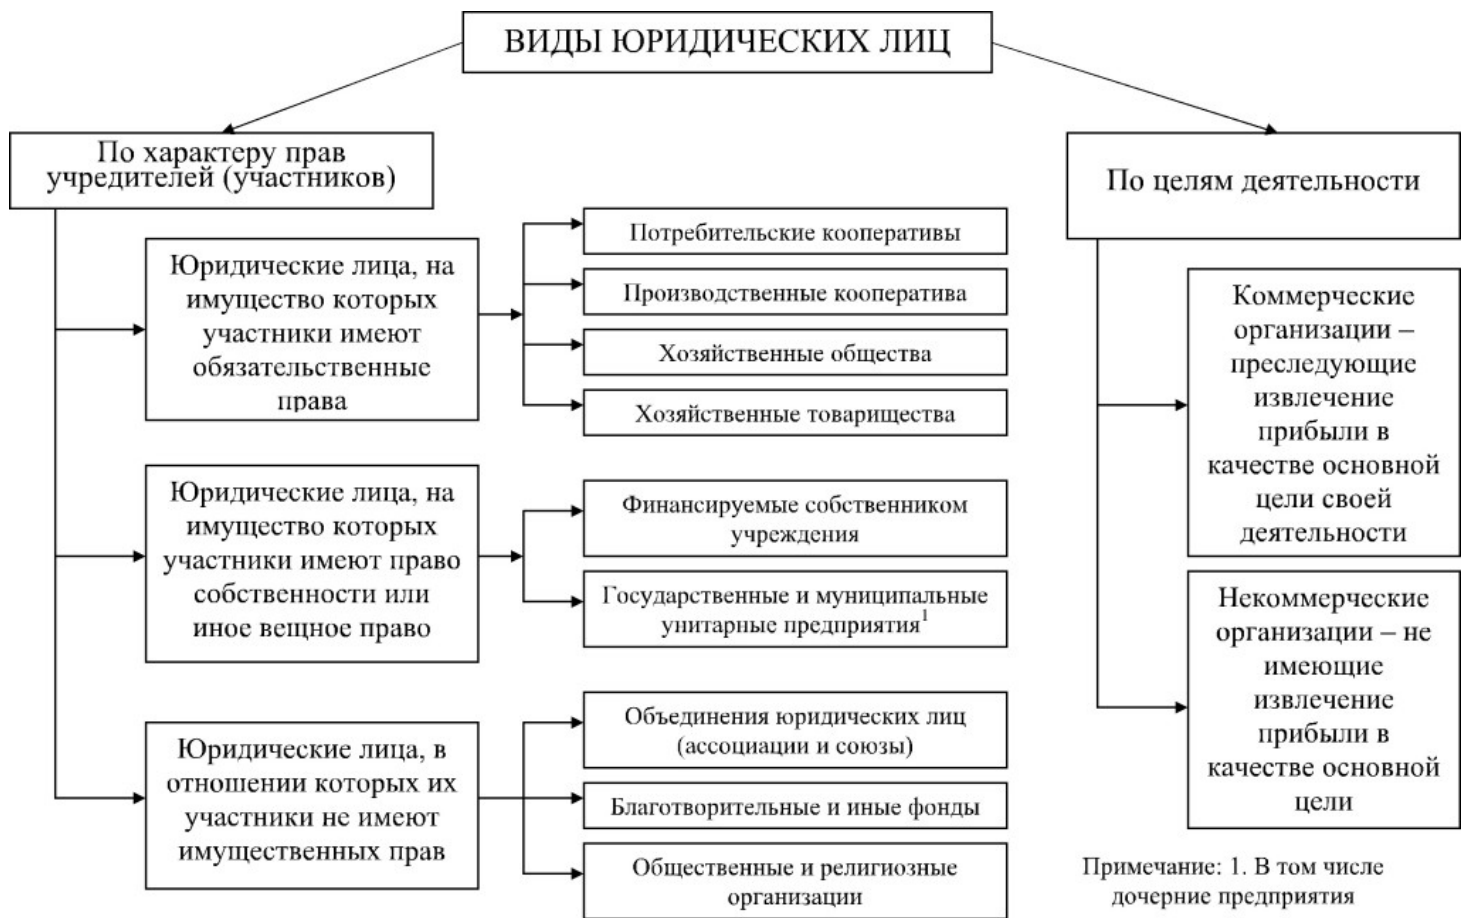 ВИДЫ ЮРИДИЧЕСКИХ ЛИЦ
По характеру прав
учредителей (участников)
Юридические лица, на
имущество которых
участники имеют
обязательственные
права
Потребительские кооперативы
Производственные кооператива
Хозяйственные общества
Хозяйственные товарищества
Юридические лица, на
имущество которых
участники имеют право
собственности или
иное вещное право
Финансируемые собственником
учреждения
Государственные и муниципальные
унитарные предприятия¹
Юридические лица, в
отношении которых их
участники не имеют
имущественных прав
Объединения юридических лиц
(ассоциации и союзы)
Благотворительные и иные фонды
Общественные и религиозные
организации
По целям деятельности
Коммерческие
организации –
преследующие
извлечение
прибыли в
качестве основной
цели своей
деятельности
Некоммерческие
организации – не
имеющие
извлечение
прибыли в
качестве основной
цели
Примечание: 1. В том числе
дочерние предприятия